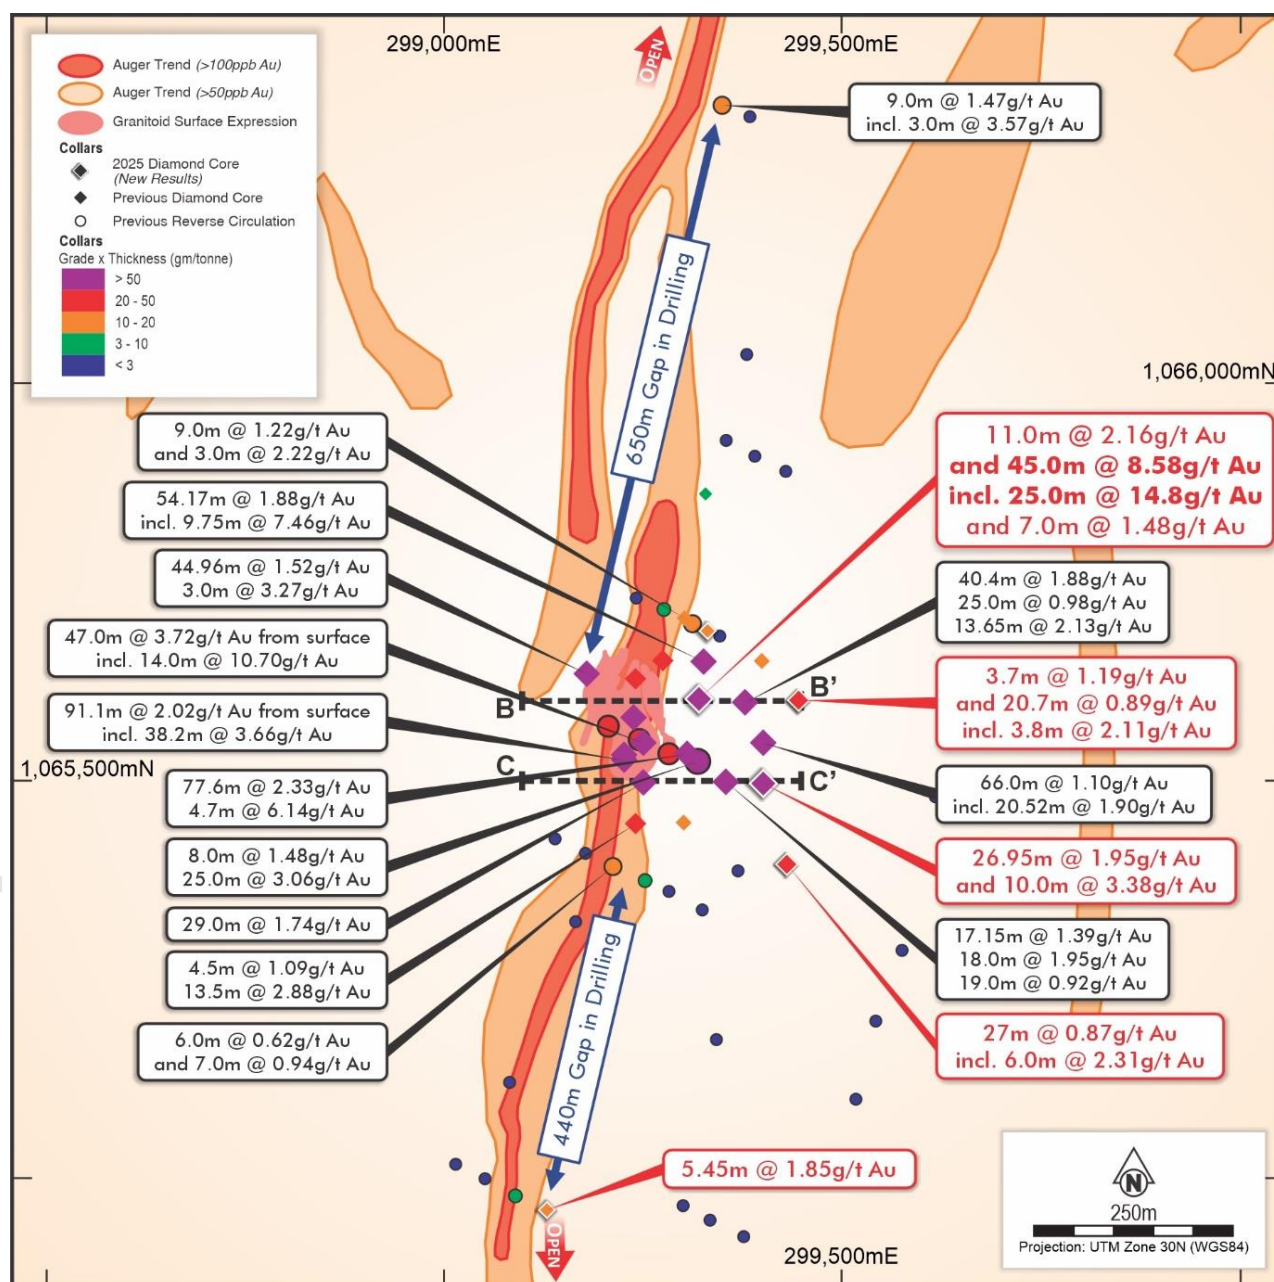 299,000mE
299,500mE
Auger Trend (>100ppb Au)
Auger Trend (>50ppb Au)
Granitoid Surface Expression
Collars
2025 Diamond Core
(New Results)
Previous Diamond Core
Previous Reverse Circulation
Collars
Grade x Thickness (gm/tonne)
> 50
20 - 50
10 - 20
3 - 10
< 3
OPEN
9.0m @ 1.47g/t Au
incl. 3.0m @ 3.57g/t Au
650m Gap in Drilling
1,066,000mN
9.0m @ 1.22g/t Au
and 3.0m @ 2.22g/t Au
54.17m @ 1.88g/t Au
incl. 9.75m @ 7.46g/t Au
44.96m @ 1.52g/t Au
3.0m @ 3.27g/t Au
47.0m @ 3.72g/t Au from surface
incl. 14.0m @ 10.70g/t Au
91.1m @ 2.02g/t Au from surface
incl. 38.2m @ 3.66g/t Au
1,065,500mN
77.6m @ 2.33g/t Au
4.7m @ 6.14g/t Au
8.0m @ 1.48g/t Au
25.0m @ 3.06g/t Au
29.0m @ 1.74g/t Au
4.5m @ 1.09g/t Au
13.5m @ 2.88g/t Au
6.0m @ 0.62g/t Au
and 7.0m @ 0.94g/t Au
B
B'
C
C'
11.0m @ 2.16g/t Au
and 45.0m @ 8.58g/t Au
incl. 25.0m @ 14.8g/t Au
and 7.0m @ 1.48g/t Au
40.4m @ 1.88g/t Au
25.0m @ 0.98g/t Au
13.65m @ 2.13g/t Au
3.7m @ 1.19g/t Au
and 20.7m @ 0.89g/t Au
incl. 3.8m @ 2.11g/t Au
66.0m @ 1.10g/t Au
incl. 20.52m @ 1.90g/t Au
26.95m @ 1.95g/t Au
and 10.0m @ 3.38g/t Au
17.15m @ 1.39g/t Au
18.0m @ 1.95g/t Au
19.0m @ 0.92g/t Au
27m @ 0.87g/t Au
incl. 6.0m @ 2.31g/t Au
440m Gap in Drilling
5.45m @ 1.85g/t Au
OPEN
299,500mE
N
250m
Projection: UTM Zone 30N (WGS84)